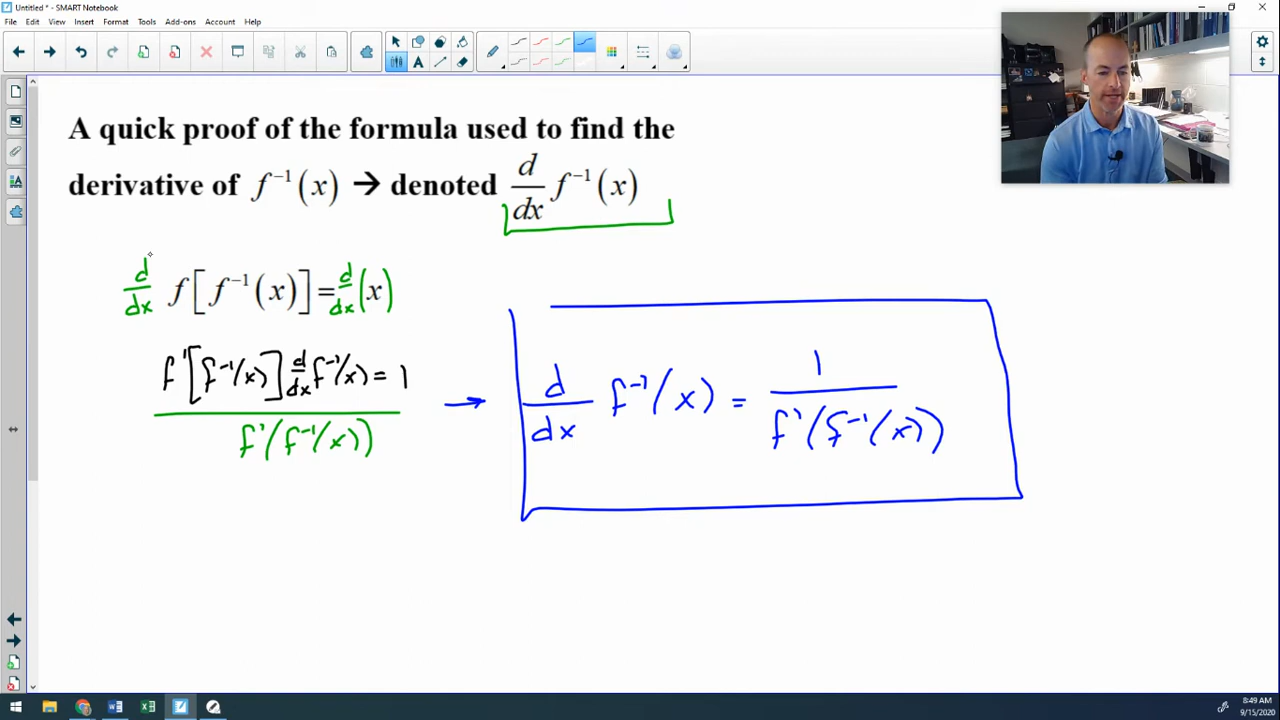 Untitled * - SMART Notebook
File Edit View Insert Format Tools Add-ons Account Help
A quick proof of the formula used to find the
derivative of f⁻¹(x) → denoted d/dx f⁻¹(x)
d/dx f[f⁻¹(x)] = d/dx (x)
f'[f⁻¹(x)] d/dx f⁻¹(x) = 1
f'(f⁻¹(x))
→ d/dx f⁻¹(x) = 1/f'(f⁻¹(x))
8:49 AM
9/15/2020